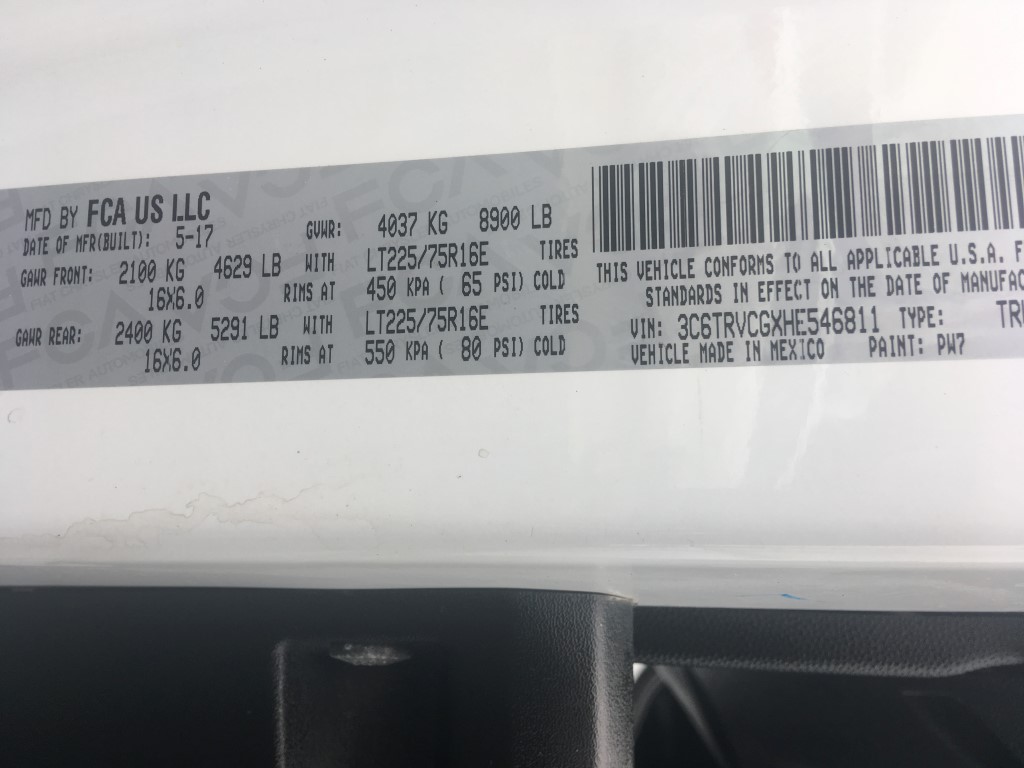 MFD BY FCA US LLC
DATE OF MFR(BUILT): 5-17 GVWR: 4037 KG 8900 LB
GAWR FRONT: 2100 KG 4629 LB WITH LT225/75R16E TIRES
16X6.0 RIMS AT 450 KPA ( 65 PSI) COLD
GAWR REAR: 2400 KG 5291 LB WITH LT225/75R16E TIRES
16X6.0 RIMS AT 550 KPA ( 80 PSI) COLD
THIS VEHICLE CONFORMS TO ALL APPLICABLE U.S.A. F
STANDARDS IN EFFECT ON THE DATE OF MANUFAC
VIN: 3C6TRVCGXHE546811 TYPE: TR
VEHICLE MADE IN MEXICO PAINT: PW7